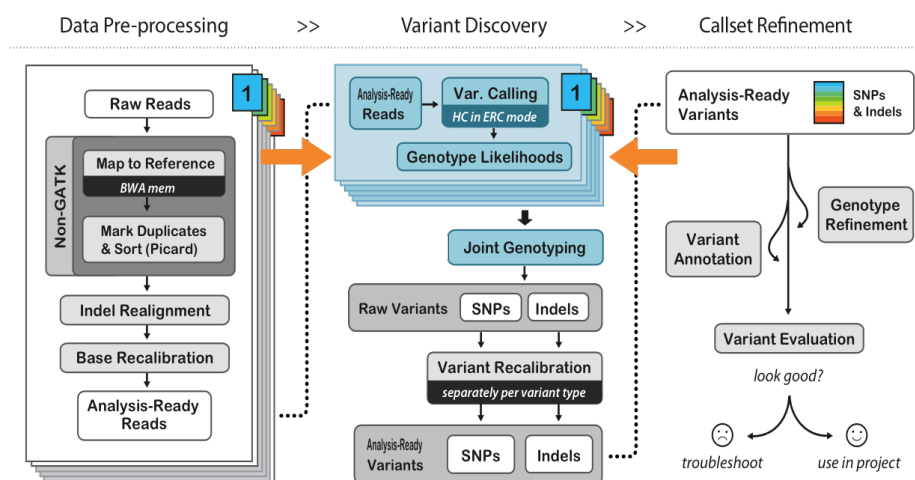 Data Pre-processing >> Variant Discovery >> Callset Refinement
1
Raw Reads
Non-GATK
Map to Reference
BWA mem
Mark Duplicates
& Sort (Picard)
Indel Realignment
Base Recalibration
Analysis-Ready
Reads
1
Analysis-Ready
Reads
Var. Calling
HC in ERC mode
Genotype Likelihoods
Joint Genotyping
Raw Variants
SNPs
Indels
Variant Recalibration
separately per variant type
Analysis-Ready
Variants
SNPs
Indels
Analysis-Ready
Variants
SNPs
& Indels
Genotype
Refinement
Variant
Annotation
Variant Evaluation
look good?
troubleshoot
use in project